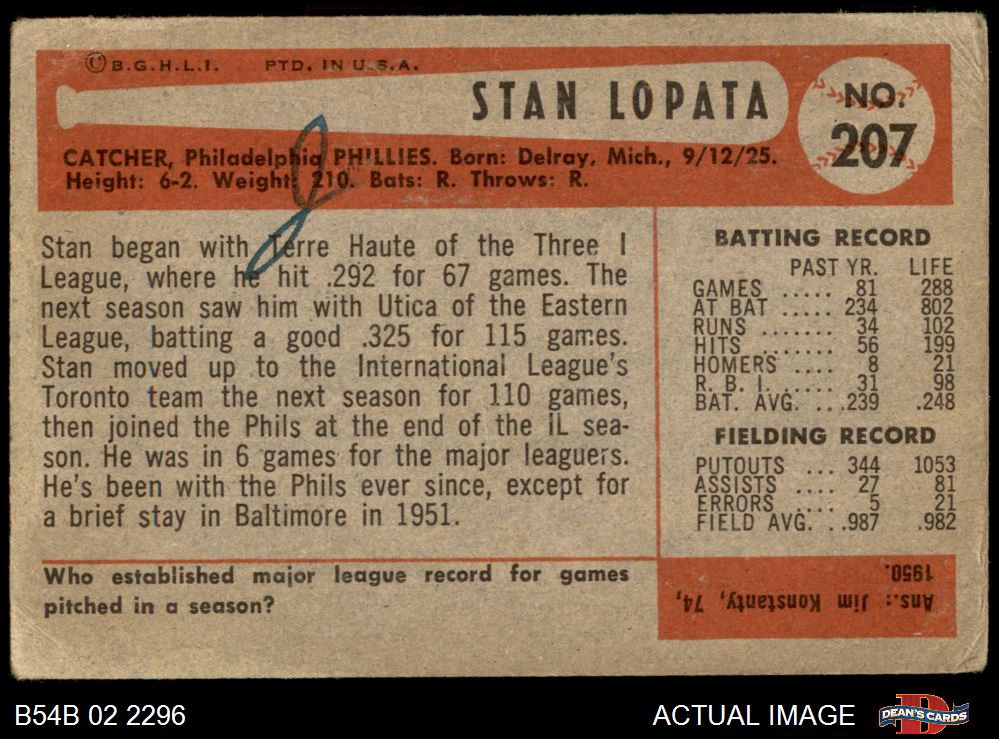 ©B.G.H.L.I. PTD. IN U.S.A.
STAN LOPATA
NO.
207
CATCHER, Philadelphia PHILLIES. Born: Delray, Mich., 9/12/25.
Height: 6-2. Weight: 210. Bats: R. Throws: R.
Stan began with Terre Haute of the Three I
League, where he hit .292 for 67 games. The
next season saw him with Utica of the Eastern
League, batting a good .325 for 115 games.
Stan moved up to the International League's
Toronto team the next season for 110 games,
then joined the Phils at the end of the IL sea-
son. He was in 6 games for the major leaguers.
He's been with the Phils ever since, except for
a brief stay in Baltimore in 1951.
BATTING RECORD
PAST YR. LIFE
GAMES ..... 81 288
AT BAT ..... 234 802
RUNS ....... 34 102
HITS ........ 56 199
HOMERS .... 8 21
R. B. I. ..... 31 98
BAT. AVG. ... .239 .248
FIELDING RECORD
PUTOUTS ... 344 1053
ASSISTS .... 27 81
ERRORS .... 5 21
FIELD AVG. .. .987 .982
Who established major league record for games
pitched in a season?
Ans.: Jim Konstanty, 74,
1950.
B54B 02 2296
ACTUAL IMAGE
DEAN'S CARDS